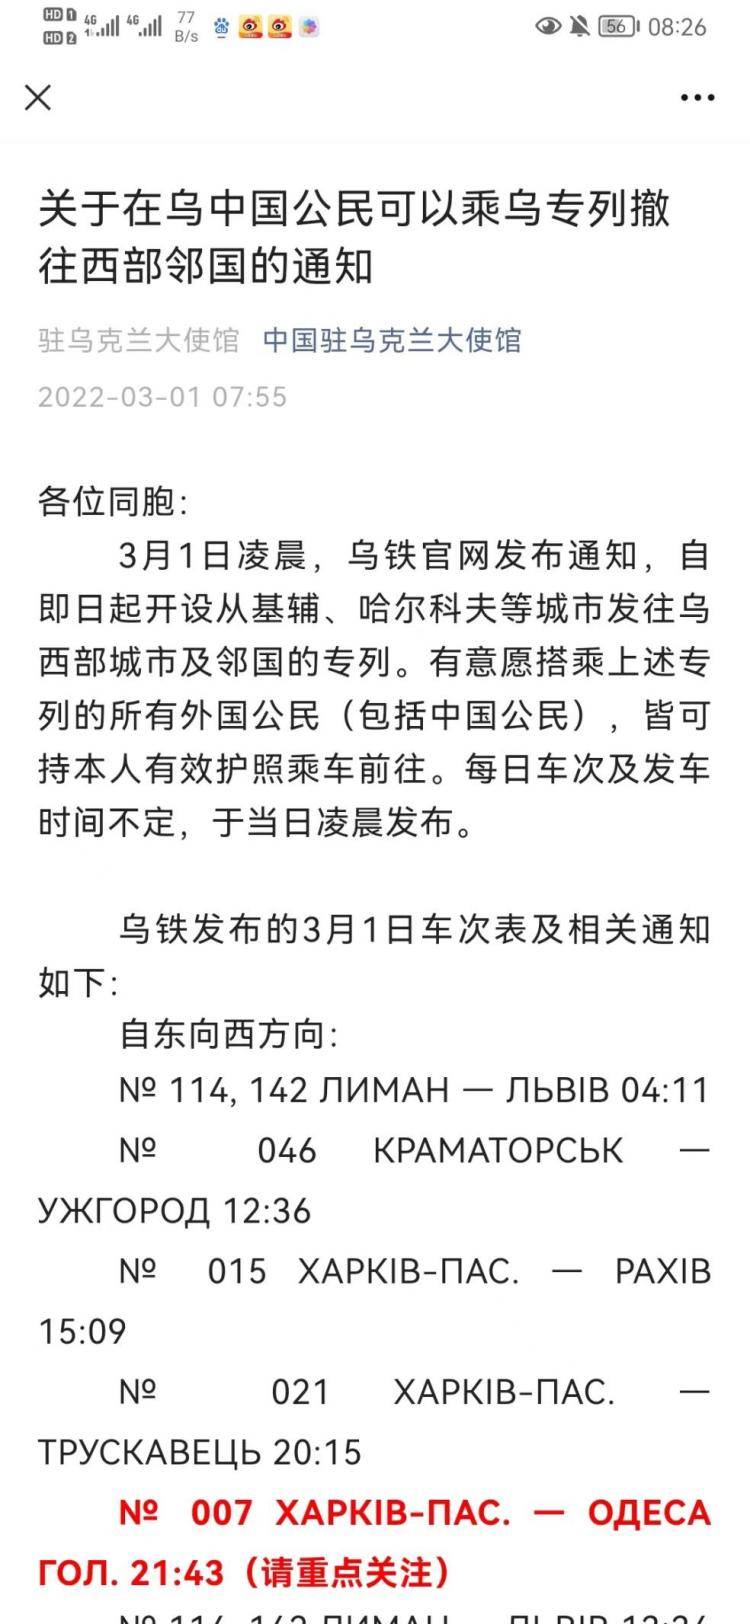 HD 1 4G 4G 77 B/s 56 08:26
HD 2
关于在乌中国公民可以乘乌专列撤
往西部邻国的通知
驻乌克兰大使馆 中国驻乌克兰大使馆
2022-03-01 07:55
各位同胞:
3月1日凌晨，乌铁官网发布通知，自
即日起开设从基辅、哈尔科夫等城市发往乌
西部城市及邻国的专列。有意愿搭乘上述专
列的所有外国公民（包括中国公民），皆可
持本人有效护照乘车前往。每日车次及发车
时间不定，于当日凌晨发布。
乌铁发布的3月1日车次表及相关通知
如下:
自东向西方向:
№ 114, 142 ЛИМАН — ЛЬВІВ 04:11
№ 046 КРАМАТОРСЬК —
УЖГОРОД 12:36
№ 015 ХАРКІВ-ПАС. — РАХІВ
15:09
№ 021 ХАРКІВ-ПАС. —
ТРУСКАВЕЦЬ 20:15
№ 007 ХАРКІВ-ПАС. — ОДЕСА
ГОЛ. 21:43（请重点关注）